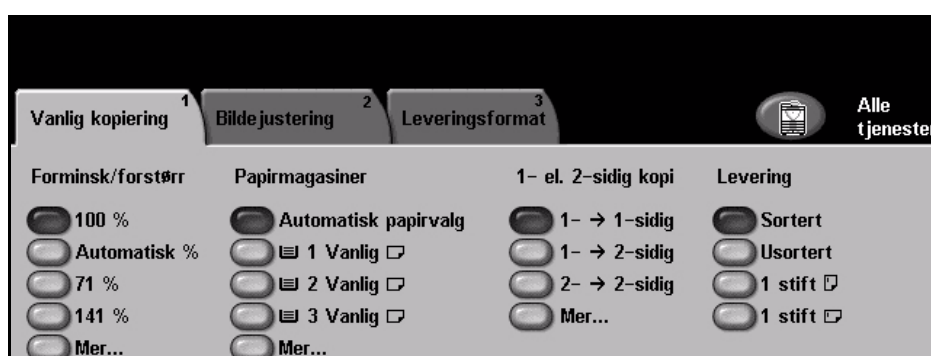 Vanlig kopiering 1
Bildejustering 2
Leveringsformat 3
Alle
tjenester
Forminsk/forstørr
100 %
Automatisk %
71 %
141 %
Mer...
Papirmagasiner
Automatisk papirvalg
1 Vanlig
2 Vanlig
3 Vanlig
Mer...
1- el. 2-sidig kopi
1- → 1-sidig
1- → 2-sidig
2- → 2-sidig
Mer...
Levering
Sortert
Usortert
1 stift
1 stift